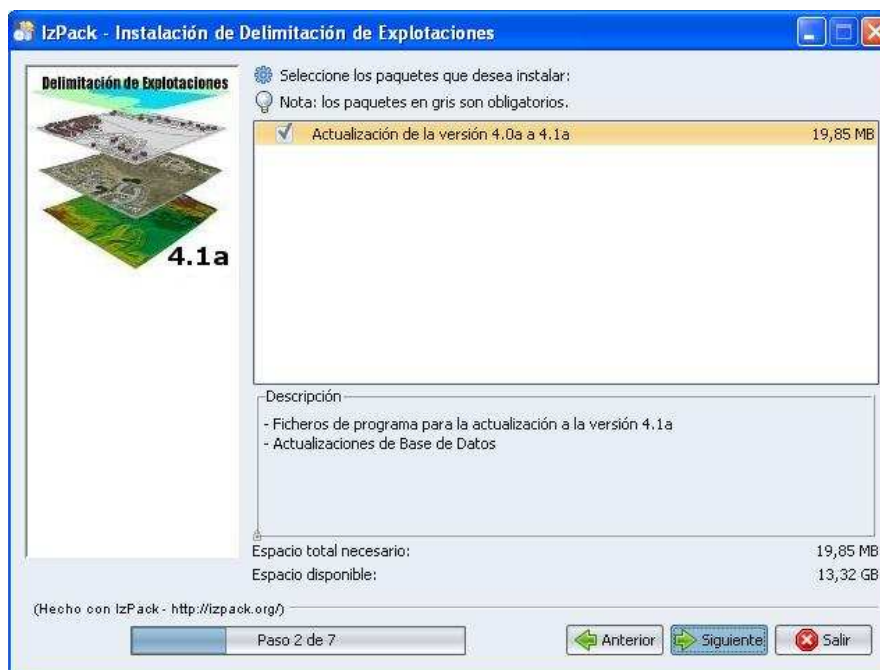 IzPack - Instalación de Delimitación de Explotaciones
Delimitación de Explotaciones
4.1a
Seleccione los paquetes que desea instalar:
Nota: los paquetes en gris son obligatorios.
Actualización de la versión 4.0a a 4.1a 19,85 MB
Descripción
- Ficheros de programa para la actualización a la versión 4.1a
- Actualizaciones de Base de Datos
Espacio total necesario: 19,85 MB
Espacio disponible: 13,32 GB
(Hecho con IzPack - http://izpack.org/)
Paso 2 de 7
Anterior
Siguiente
Salir